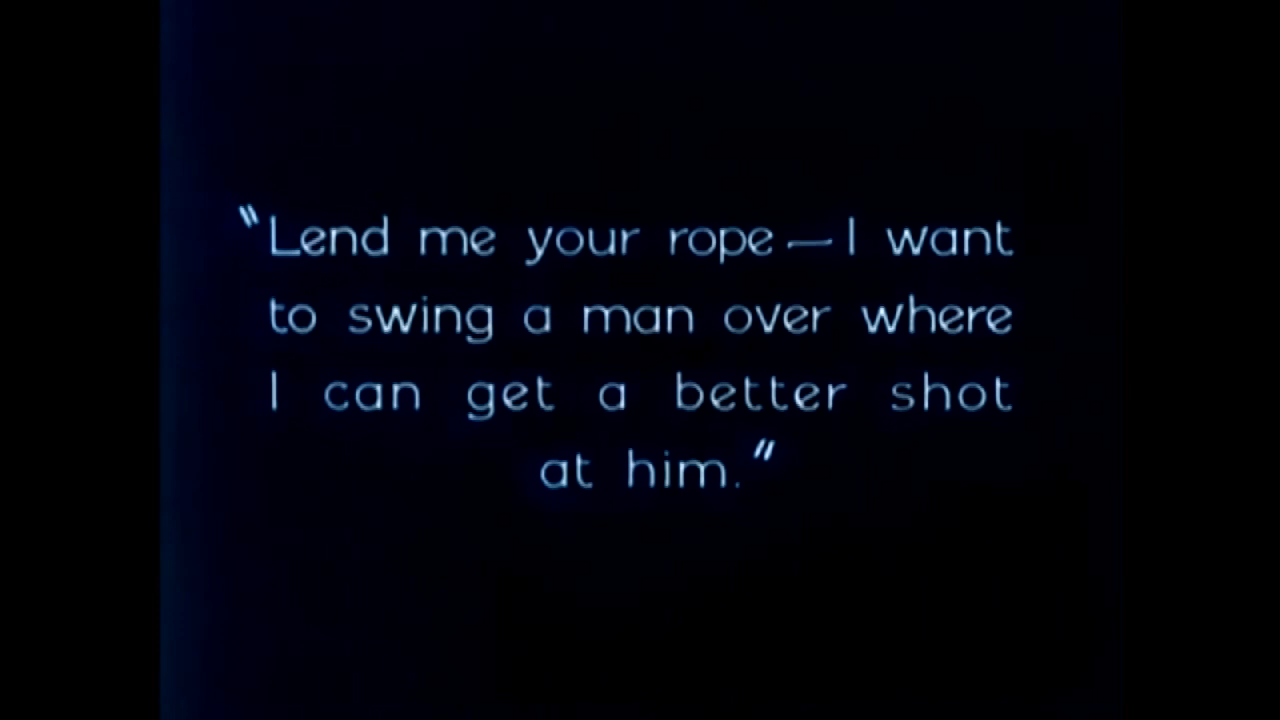 "Lend me your rope — I want
to swing a man over where
I can get a better shot
at him."